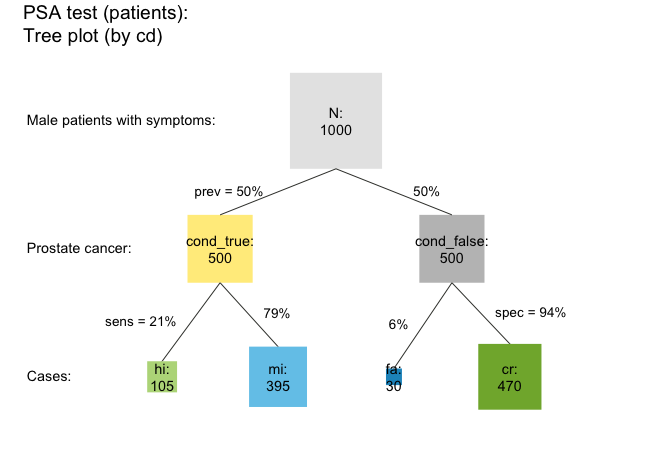 PSA test (patients):
Tree plot (by cd)
Male patients with symptoms:
N:
1000
prev = 50%
50%
Prostate cancer:
cond_true:
500
cond_false:
500
sens = 21%
79%
6%
spec = 94%
Cases:
hi:
105
mi:
395
fa:
30
cr:
470